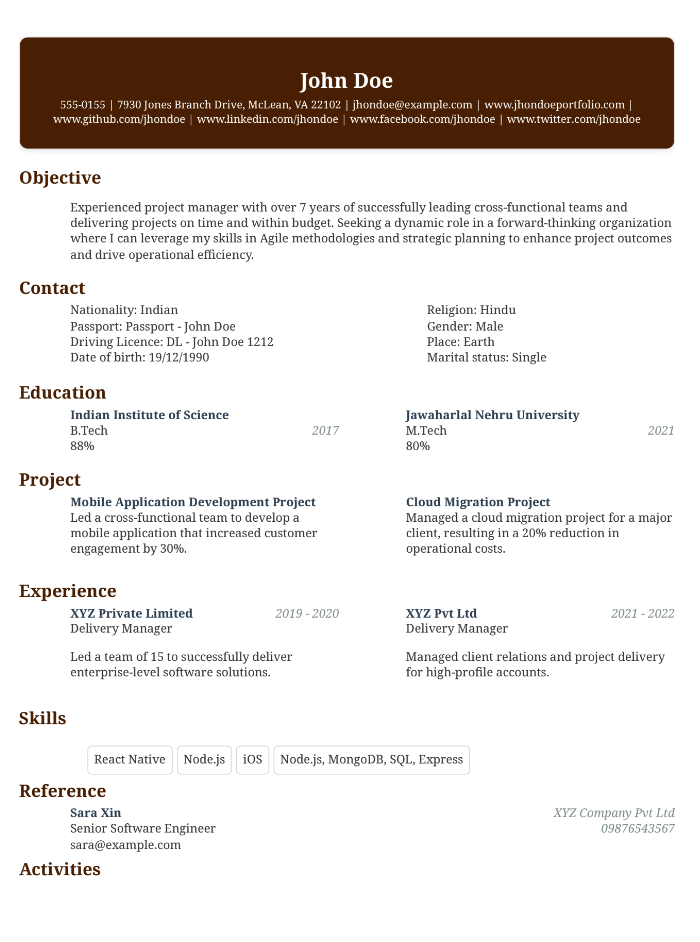 John Doe
555-0155 | 7930 Jones Branch Drive, McLean, VA 22102 | jhondoe@example.com | www.jhondoeportfolio.com |
www.github.com/jhondoe | www.linkedin.com/jhondoe | www.facebook.com/jhondoe | www.twitter.com/jhondoe
Objective
Experienced project manager with over 7 years of successfully leading cross-functional teams and
delivering projects on time and within budget. Seeking a dynamic role in a forward-thinking organization
where I can leverage my skills in Agile methodologies and strategic planning to enhance project outcomes
and drive operational efficiency.
Contact
Nationality: Indian
Passport: Passport - John Doe
Driving Licence: DL - John Doe 1212
Date of birth: 19/12/1990
Religion: Hindu
Gender: Male
Place: Earth
Marital status: Single
Education
Indian Institute of Science
B.Tech 2017
88%
Jawaharlal Nehru University
M.Tech 2021
80%
Project
Mobile Application Development Project
Led a cross-functional team to develop a
mobile application that increased customer
engagement by 30%.
Cloud Migration Project
Managed a cloud migration project for a major
client, resulting in a 20% reduction in
operational costs.
Experience
XYZ Private Limited 2019 - 2020
Delivery Manager
Led a team of 15 to successfully deliver
enterprise-level software solutions.
XYZ Pvt Ltd 2021 - 2022
Delivery Manager
Managed client relations and project delivery
for high-profile accounts.
Skills
React Native Node.js iOS Node.js, MongoDB, SQL, Express
Reference
Sara Xin XYZ Company Pvt Ltd
Senior Software Engineer 09876543567
sara@example.com
Activities